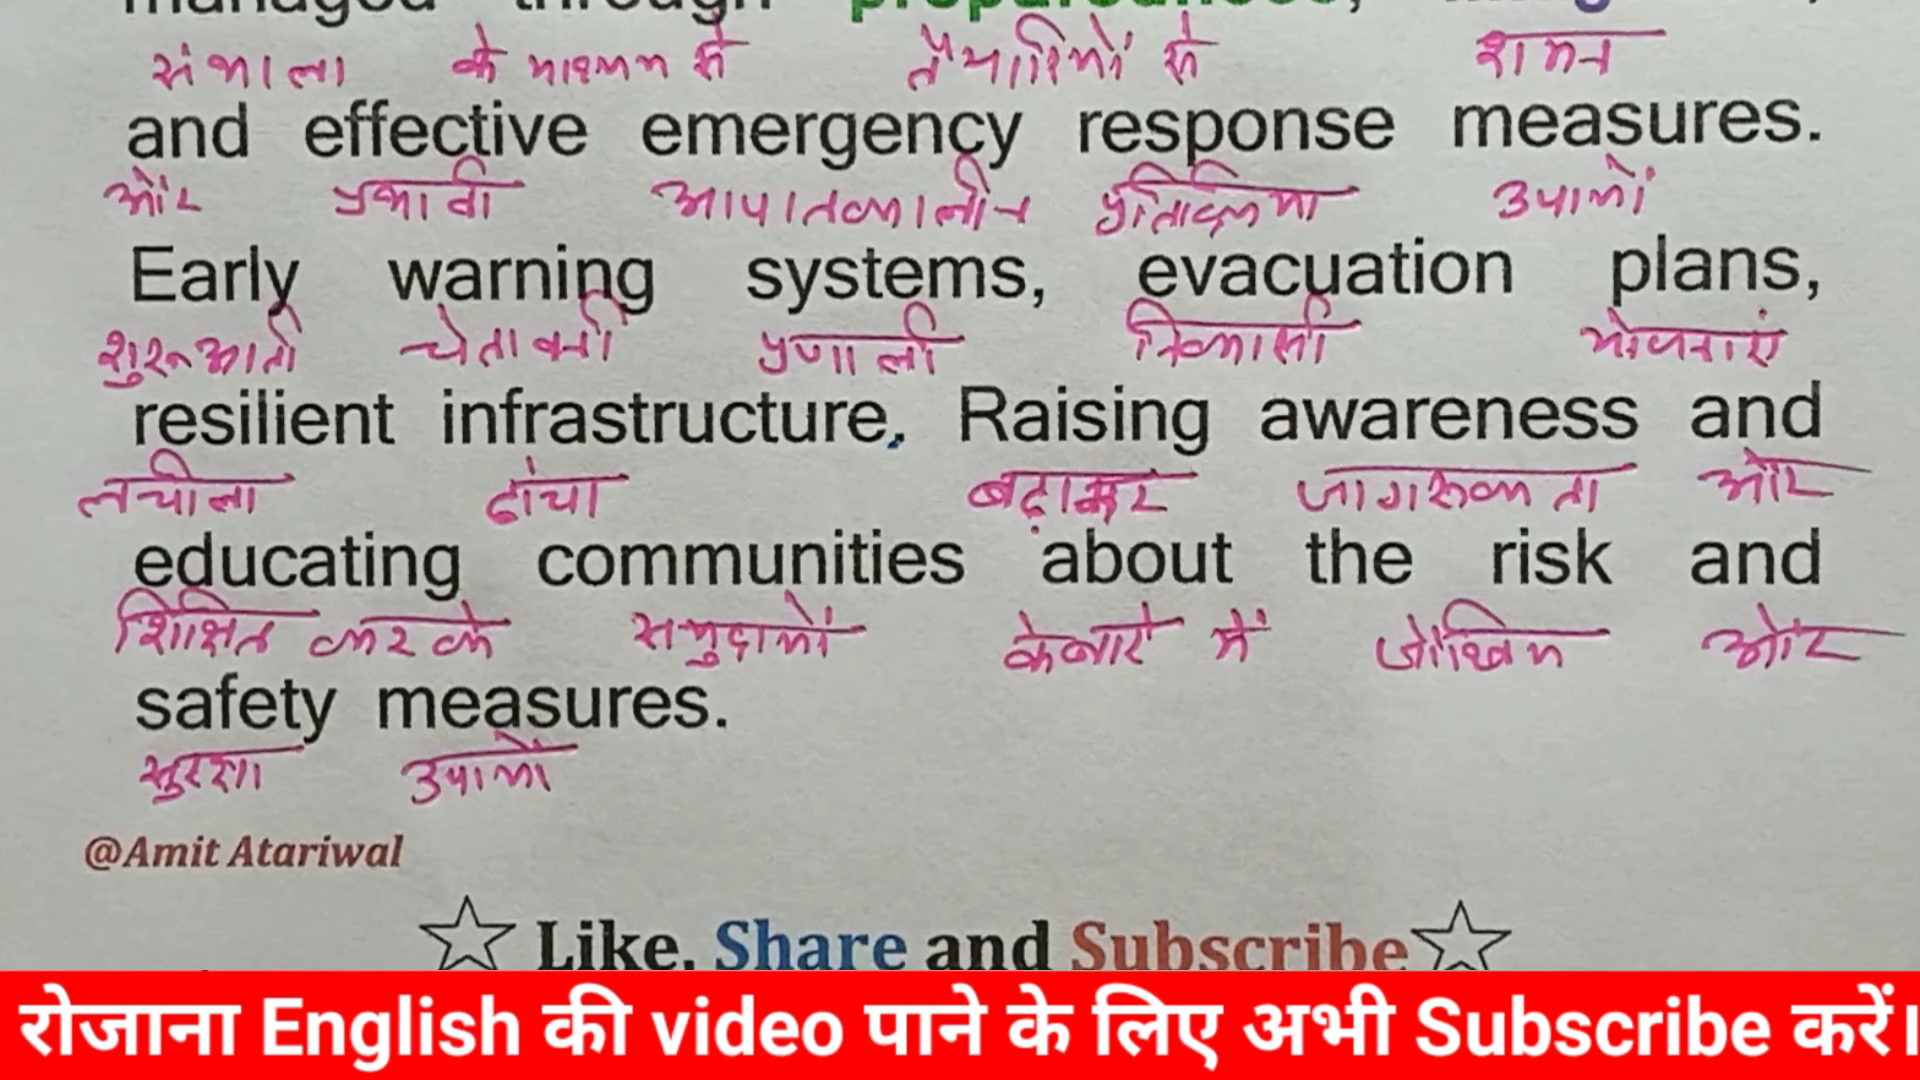 managed through preparedness,
संभाला के माध्यम से तैयारियों से शमन
and effective emergency response measures.
और प्रभावी आपातकालीन प्रतिक्रिया उपायों
Early warning systems, evacuation plans,
शुरूआती चेतावनी प्रणाली निकासी योजनाएं
resilient infrastructure, Raising awareness and
लचीला ढांचा बढ़ाकर जागरूकता और
educating communities about the risk and
शिक्षित करके समुदायों के बारे में जोखिम और
safety measures.
सुरक्षा उपायों
@Amit Atariwal
Like, Share and Subscribe
रोजाना English की video पाने के लिए अभी Subscribe करें।